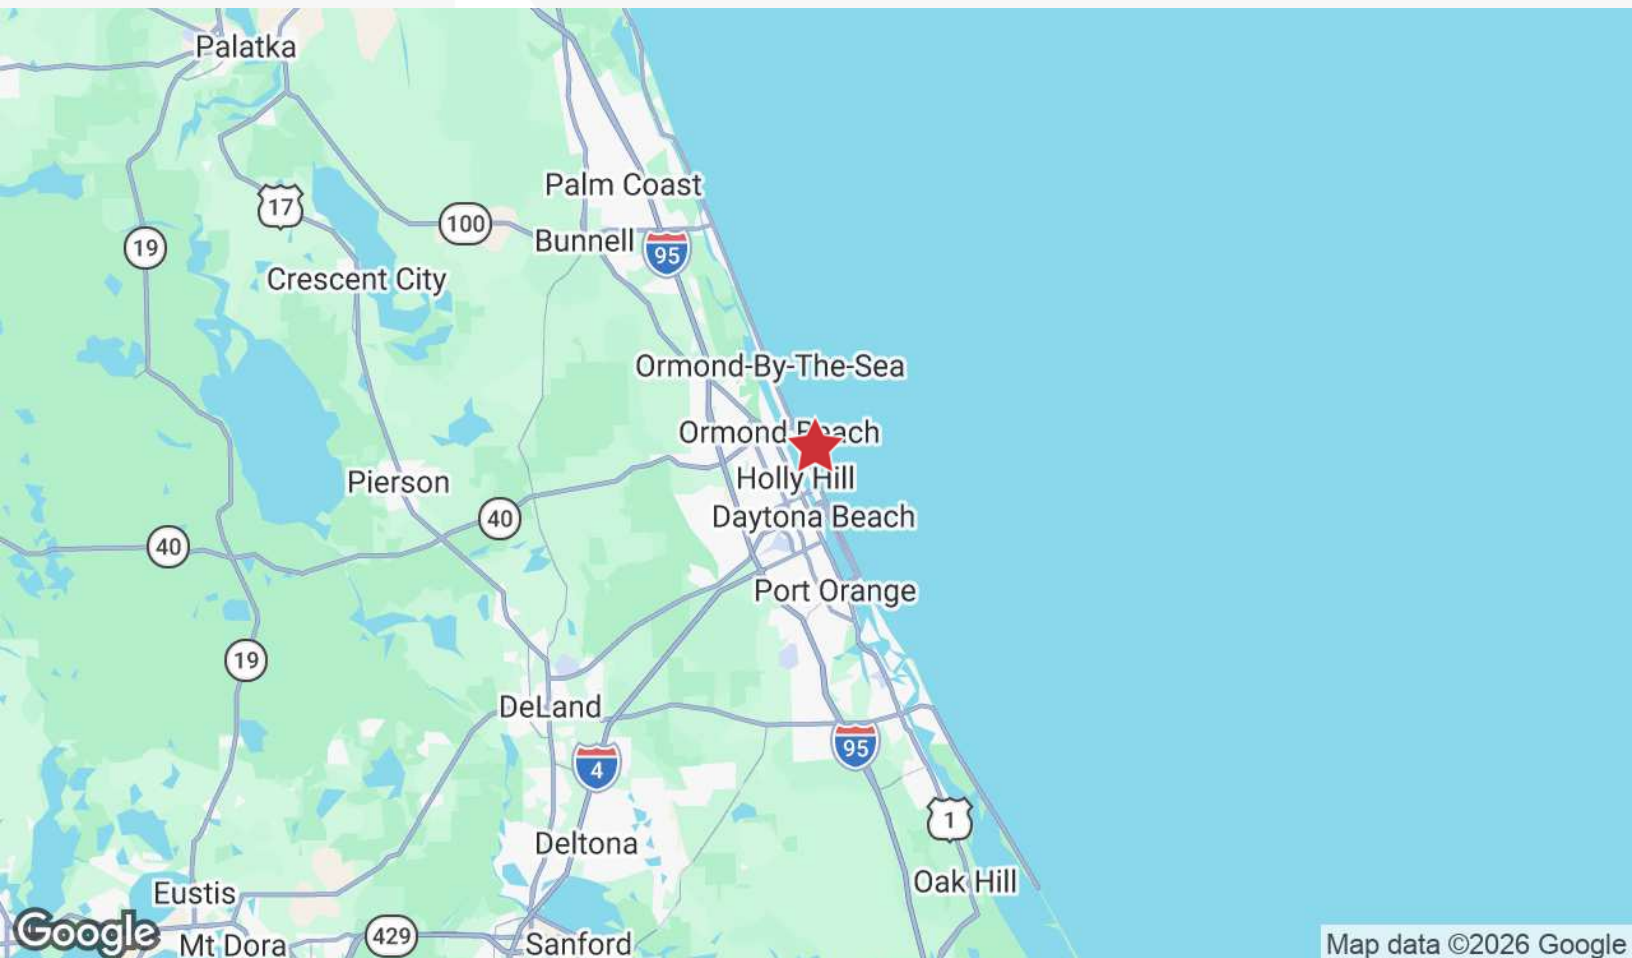 Palatka
Palm Coast
17
100
Bunnell
19
95
Crescent City
Ormond-By-The-Sea
Ormond Beach
Holly Hill
Pierson
40
Daytona Beach
40
Port Orange
19
DeLand
95
4
1
Deltona
Oak Hill
Eustis
Google
429
Mt Dora
Sanford
Map data ©2026 Google